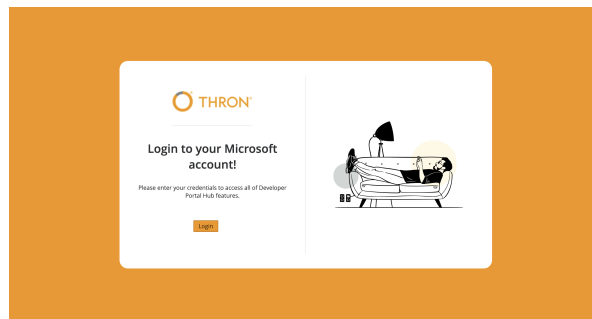 THRON
Login to your Microsoft
account!
Please enter your credentials to access all of Developer
Portal Hub features.
Login